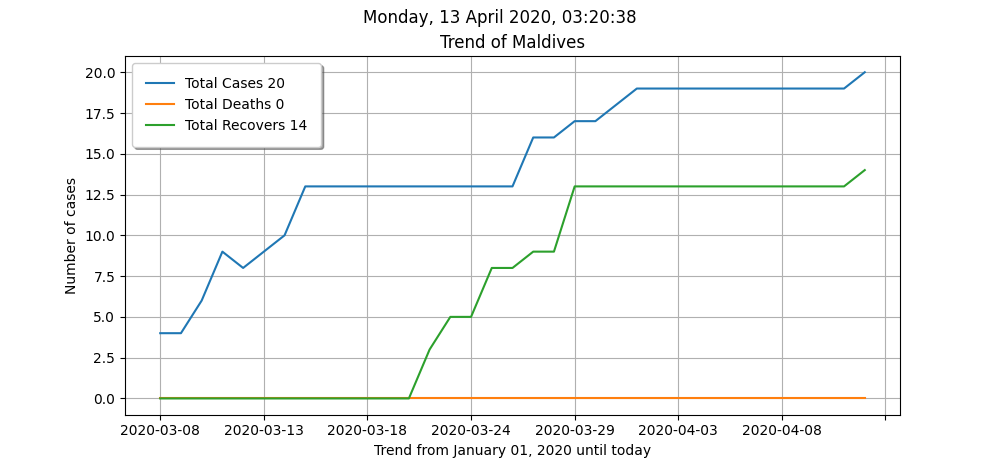 Monday, 13 April 2020, 03:20:38
Trend of Maldives
Total Cases 20
Total Deaths 0
Total Recovers 14
Number of cases
20.0
17.5
15.0
12.5
10.0
7.5
5.0
2.5
0.0
2020-03-08 2020-03-13 2020-03-18 2020-03-24 2020-03-29 2020-04-03 2020-04-08
Trend from January 01, 2020 until today